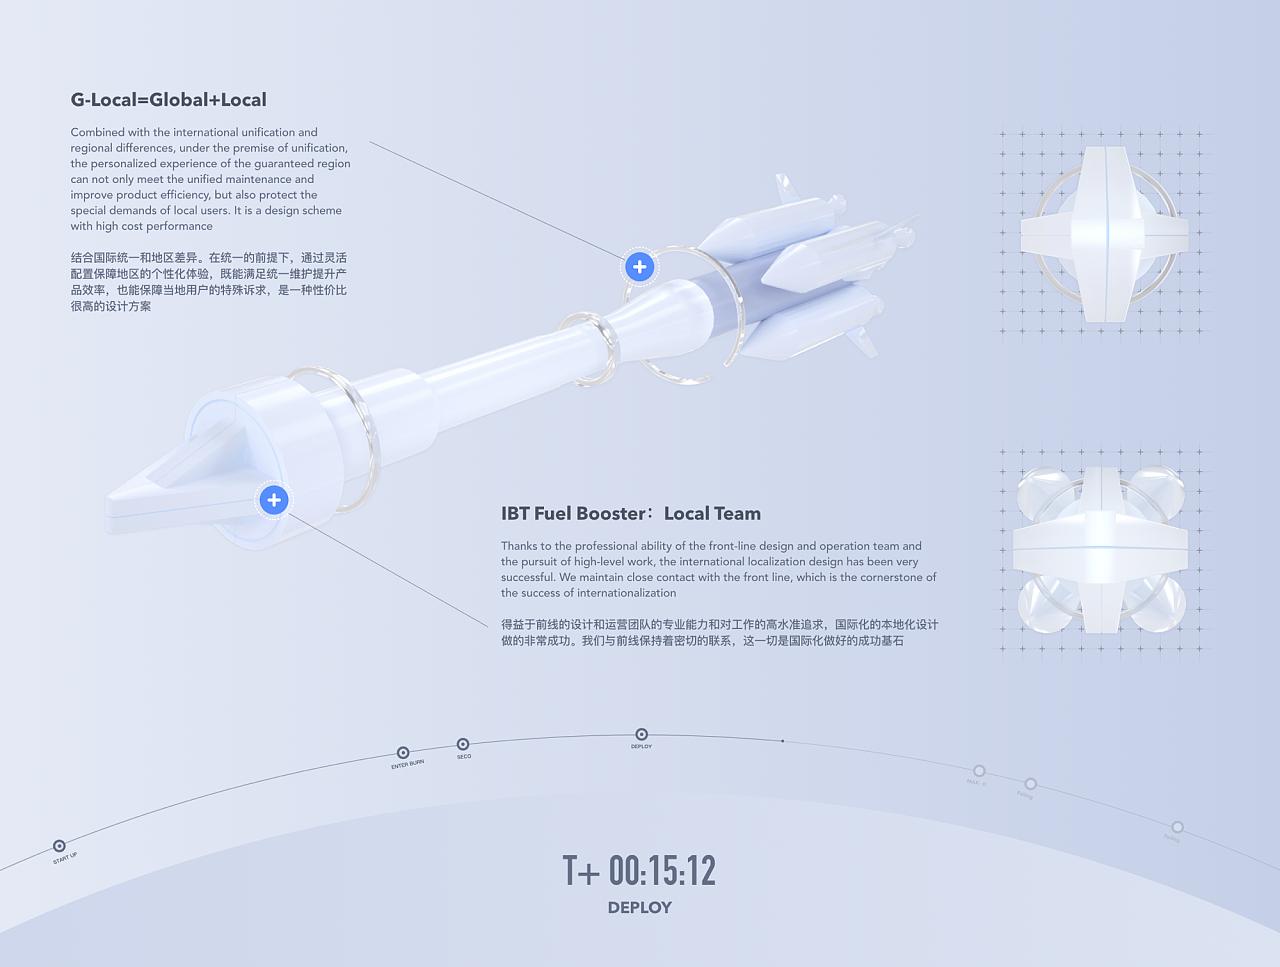 G-Local=Global+Local
Combined with the international unification and
regional differences, under the premise of unification,
the personalized experience of the guaranteed region
can not only meet the unified maintenance and
improve product efficiency, but also protect the
special demands of local users. It is a design scheme
with high cost performance
结合国际统一和地区差异。在统一的前提下，通过灵活
配置保障地区的个性化体验，既能满足统一维护提升产
品效率，也能保障当地用户的特殊诉求，是一种性价比
很高的设计方案
IBT Fuel Booster：Local Team
Thanks to the professional ability of the front-line design and operation team and
the pursuit of high-level work, the international localization design has been very
successful. We maintain close contact with the front line, which is the cornerstone of
the success of internationalization
得益于前线的设计和运营团队的专业能力和对工作的高水准追求，国际化的本地化设计
做的非常成功。我们与前线保持着密切的联系，这一切是国际化做好的成功基石
START UP
ENTER BURN
SECO
DEPLOY
Fairing
T+ 00:15:12
DEPLOY